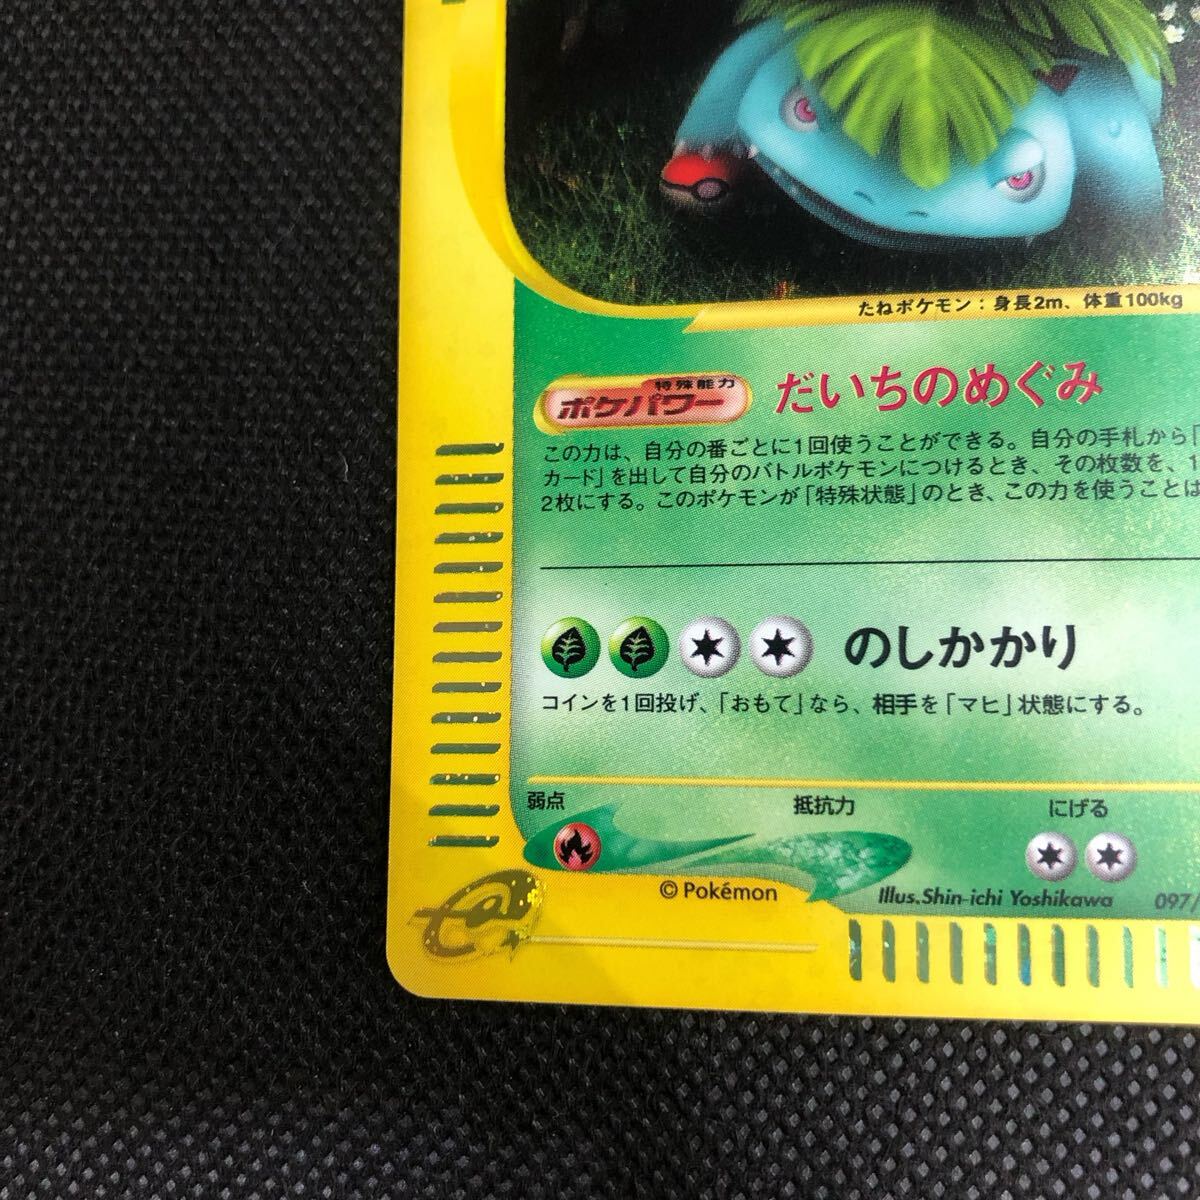 たねポケモン：身長2m、体重100kg
特殊能力
ポケパワー
だいちのめぐみ
この力は、自分の番ごとに1回使うことができる。自分の手札から「
カード」を出して自分のバトルポケモンにつけるとき、その枚数を、1
2枚にする。このポケモンが「特殊状態」のとき、この力を使うことは
のしかかり
コインを1回投げ、「おもて」なら、相手を「マヒ」状態にする。
弱点 抵抗力 にげる
© Pokémon
Illus.Shin-ichi Yoshikawa 097/
e